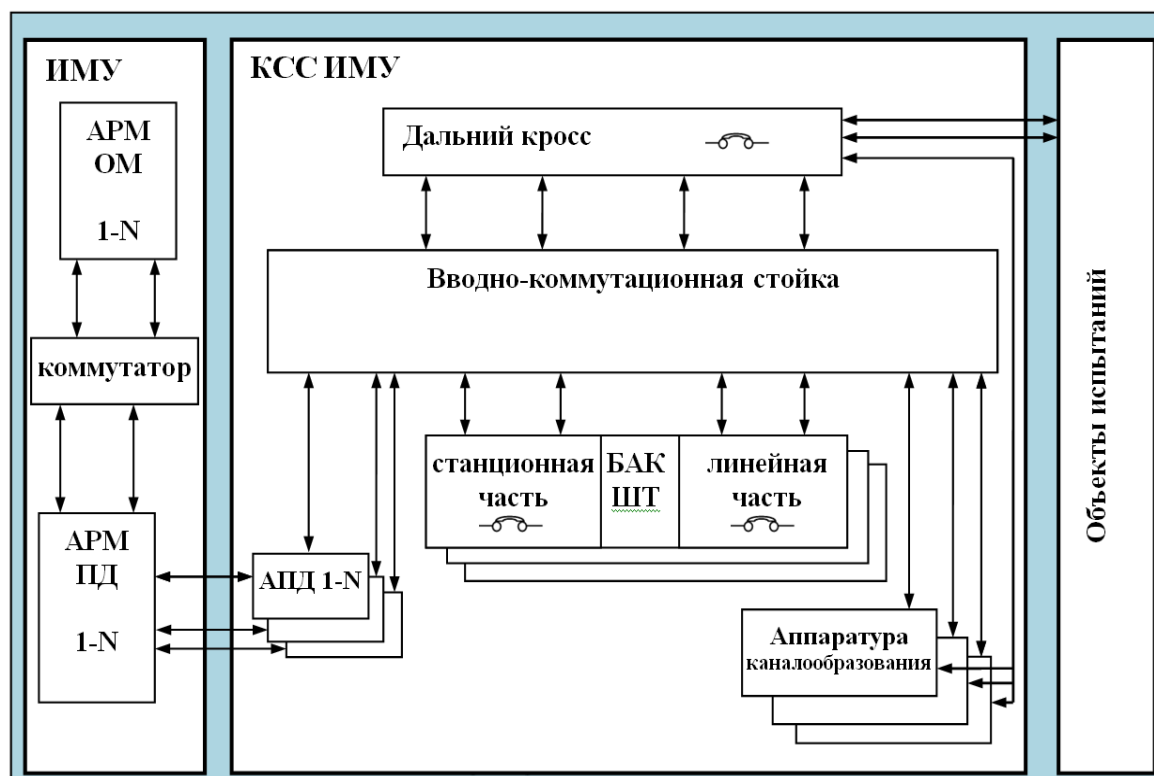 ИМУ
АРМ
ОМ
1-N
коммутатор
АРМ
ПД
1-N
КСС ИМУ
Дальний кросс
Вводно-коммутационная стойка
станционная
часть
БАК
ШТ
линейная
часть
АПД 1-N
Аппаратура
каналообразования
Объекты испытаний